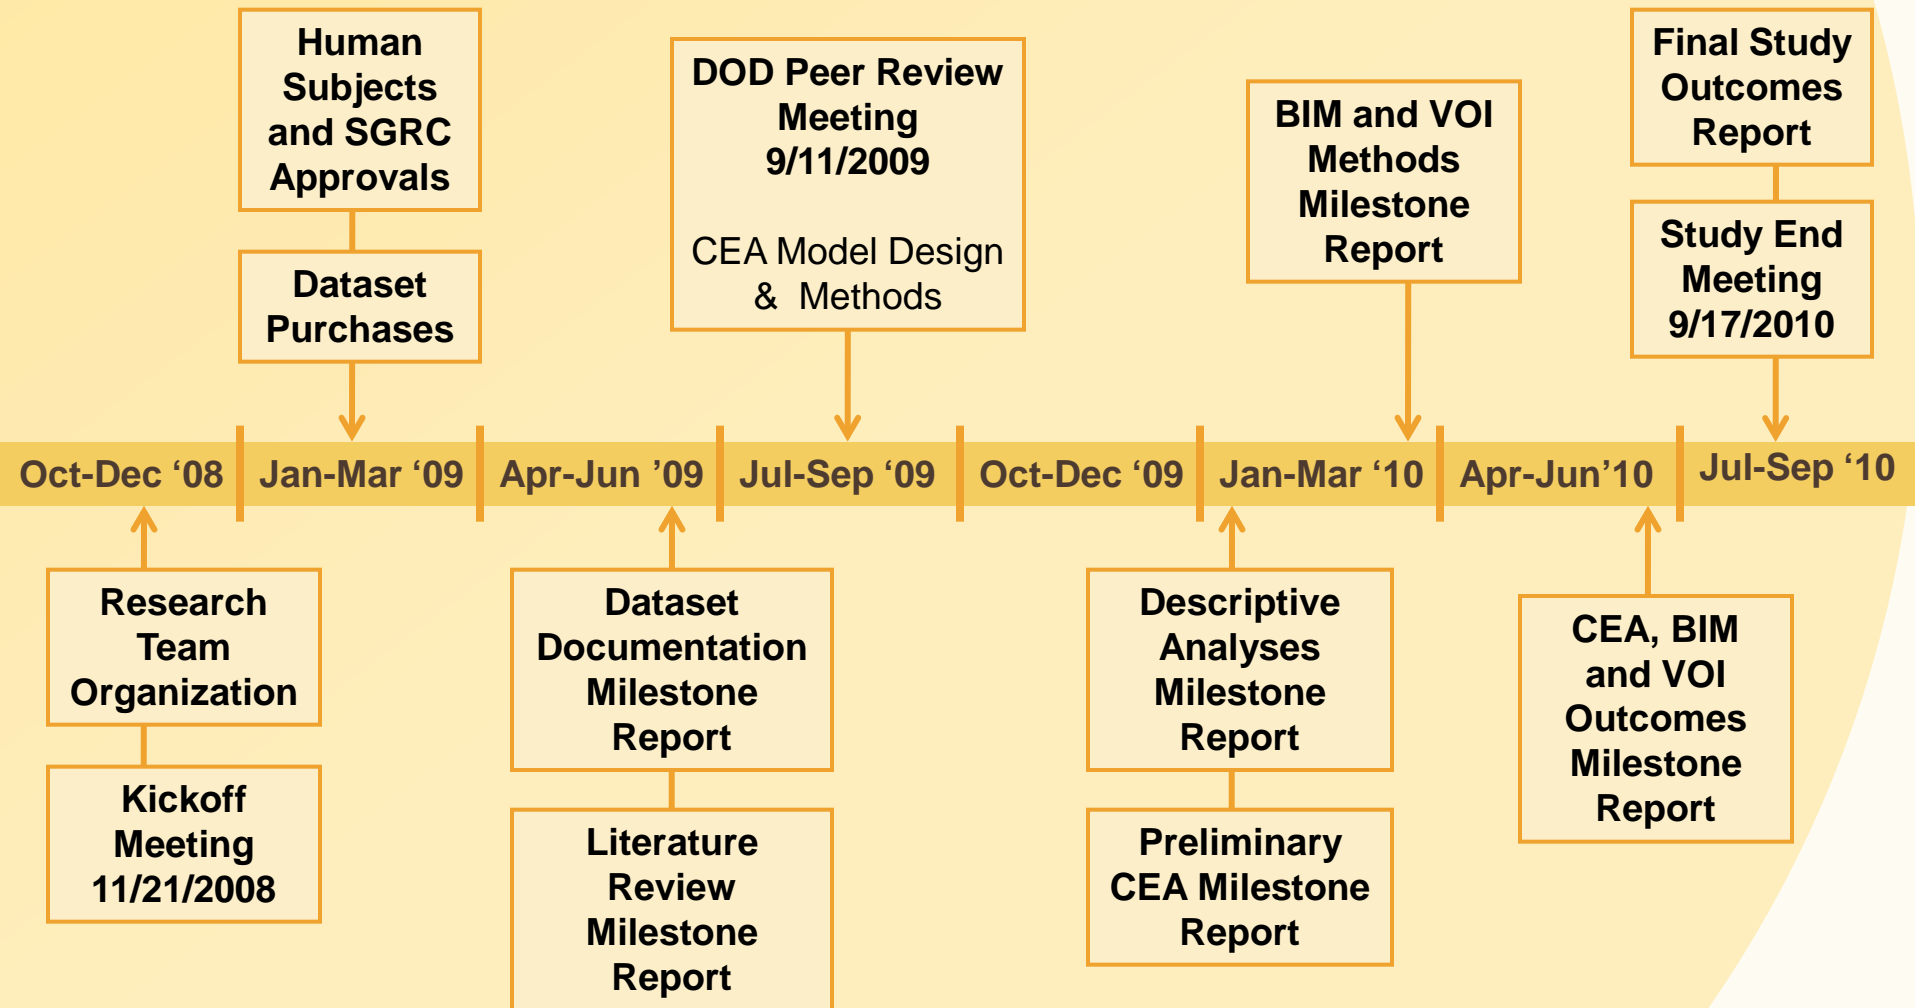 Human
Subjects
and SGRC
Approvals
Dataset
Purchases
DOD Peer Review
Meeting
9/11/2009
CEA Model Design
& Methods
BIM and VOI
Methods
Milestone
Report
Final Study
Outcomes
Report
Study End
Meeting
9/17/2010
Oct-Dec ‘08
Jan-Mar ‘09
Apr-Jun ’09
Jul-Sep ‘09
Oct-Dec ‘09
Jan-Mar ‘10
Apr-Jun’10
Jul-Sep ‘10
Research
Team
Organization
Kickoff
Meeting
11/21/2008
Dataset
Documentation
Milestone
Report
Literature
Review
Milestone
Report
Descriptive
Analyses
Milestone
Report
Preliminary
CEA Milestone
Report
CEA, BIM
and VOI
Outcomes
Milestone
Report